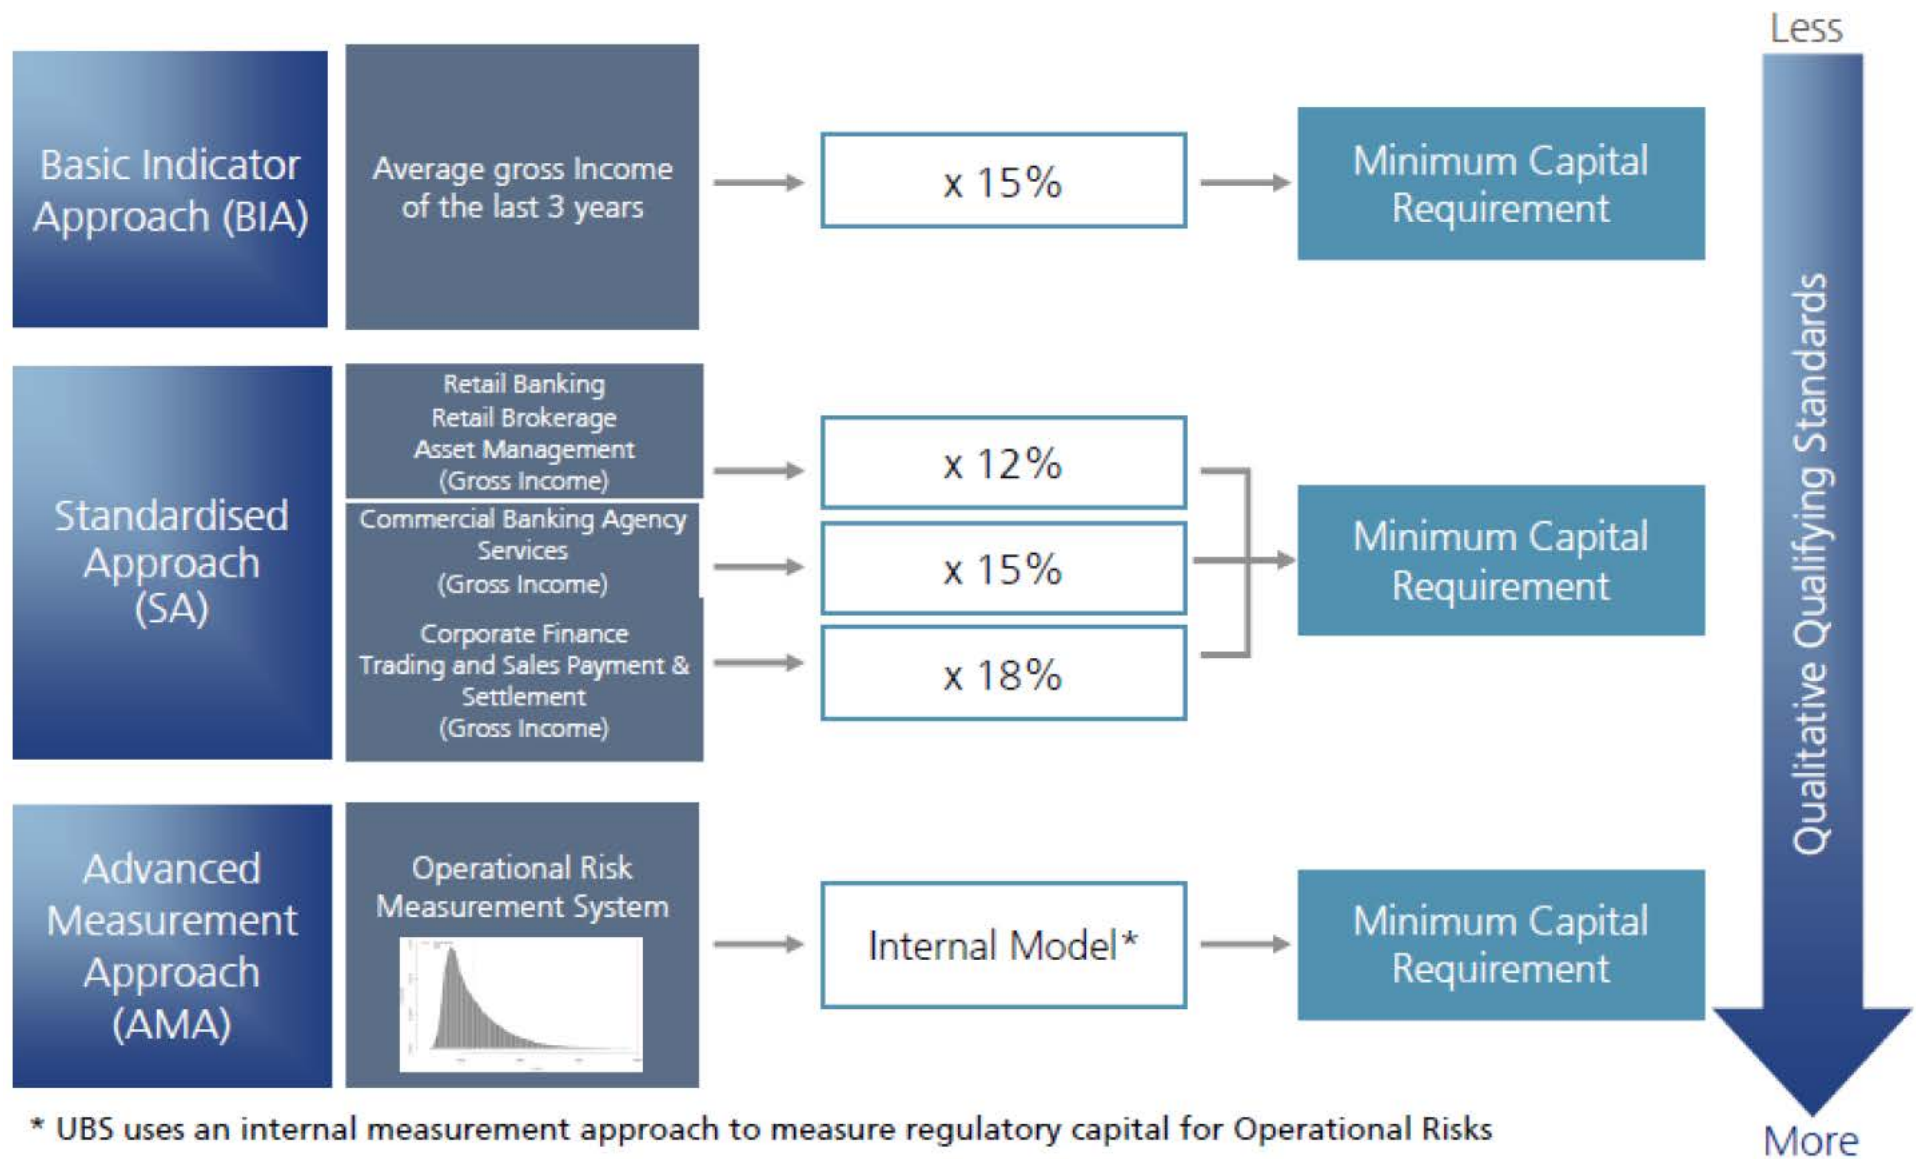 Less
Basic Indicator
Approach (BIA)
Average gross Income
of the last 3 years
x 15%
Minimum Capital
Requirement
Standardised
Approach
(SA)
Retail Banking
Retail Brokerage
Asset Management
(Gross Income)
Commercial Banking Agency
Services
(Gross Income)
Corporate Finance
Trading and Sales Payment &
Settlement
(Gross Income)
x 12%
x 15%
x 18%
Minimum Capital
Requirement
Advanced
Measurement
Approach
(AMA)
Operational Risk
Measurement System
Internal Model*
Minimum Capital
Requirement
Qualitative Qualifying Standards
More
* UBS uses an internal measurement approach to measure regulatory capital for Operational Risks